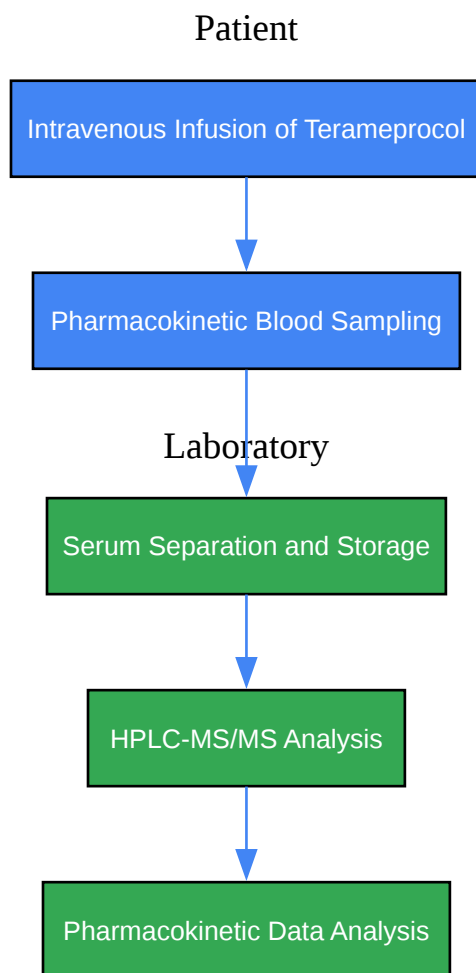 Patient
Intravenous Infusion of Terameprocol
Pharmacokinetic Blood Sampling
Laboratory
Serum Separation and Storage
HPLC-MS/MS Analysis
Pharmacokinetic Data Analysis